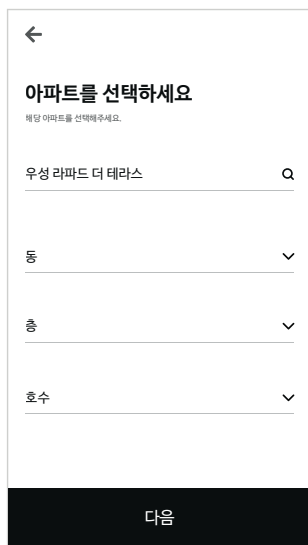 아파트를 선택하세요
해당 아파트를 선택해주세요.
우성 라파드 더 테라스
동
층
호수
다음